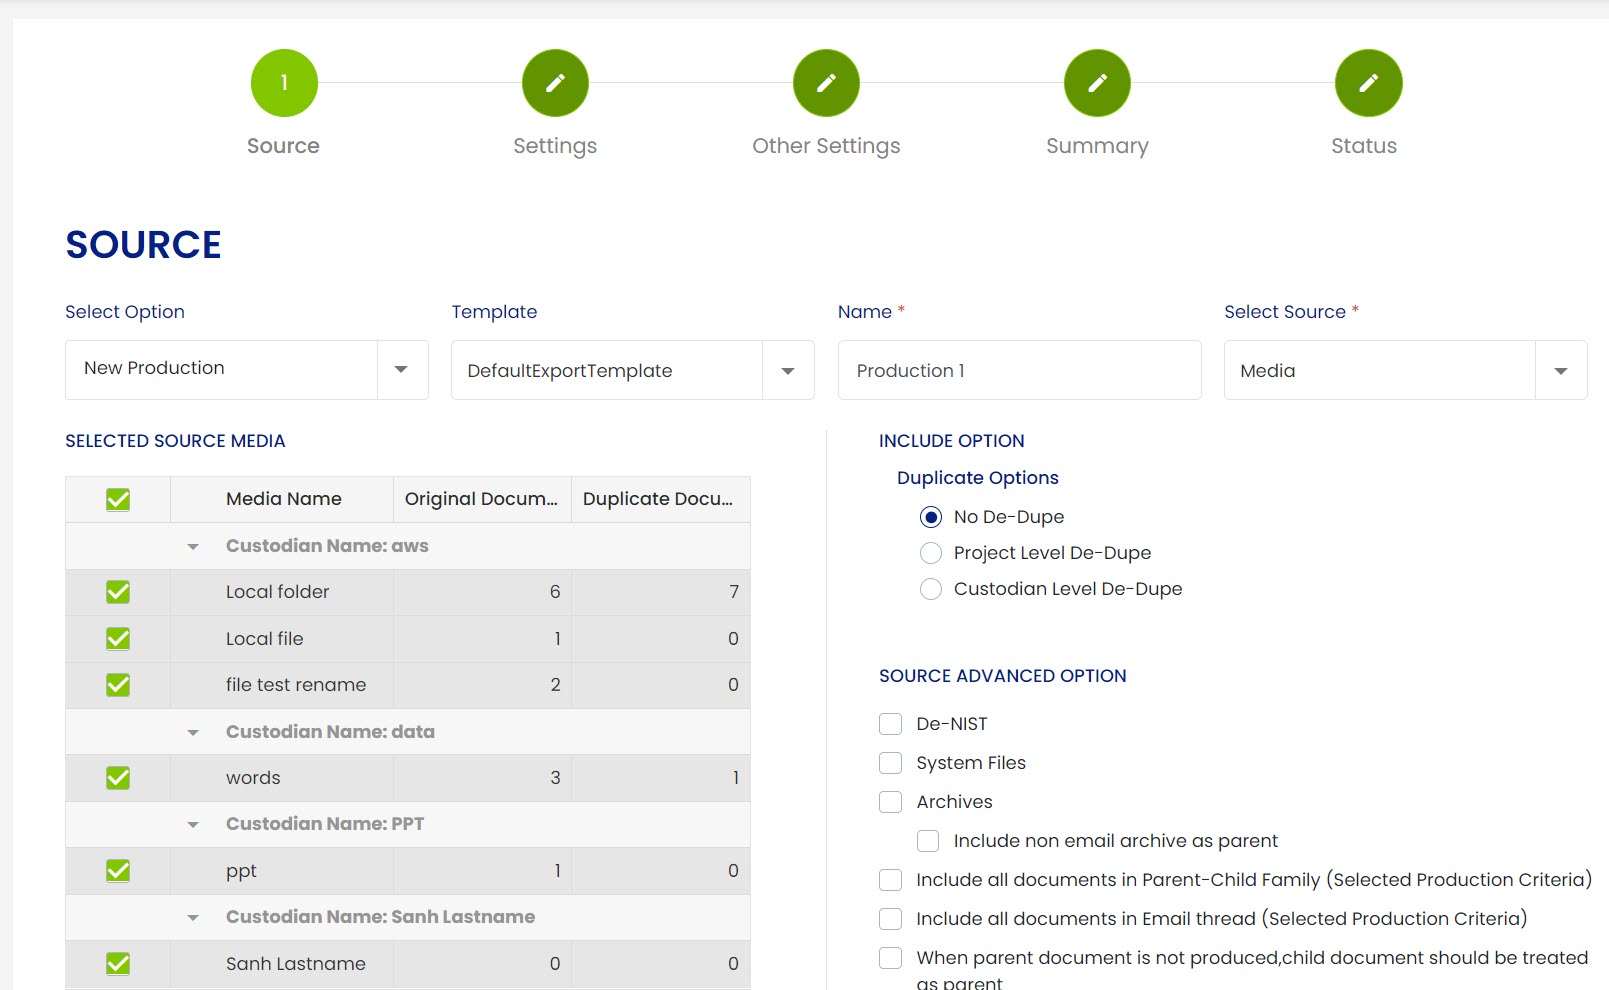 1
Source
Settings
Other Settings
Summary
Status
SOURCE
Select Option
Template
Name *
Select Source *
New Production
DefaultExportTemplate
Production 1
Media
SELECTED SOURCE MEDIA
Media Name Original Docum... Duplicate Docu...
Custodian Name: aws
Local folder 6 7
Local file 1 0
file test rename 2 0
Custodian Name: data
words 3 1
Custodian Name: PPT
ppt 1 0
Custodian Name: Sanh Lastname
Sanh Lastname 0 0
INCLUDE OPTION
Duplicate Options
No De-Dupe
Project Level De-Dupe
Custodian Level De-Dupe
SOURCE ADVANCED OPTION
De-NIST
System Files
Archives
Include non email archive as parent
Include all documents in Parent-Child Family (Selected Production Criteria)
Include all documents in Email thread (Selected Production Criteria)
When parent document is not produced,child document should be treated
as parent